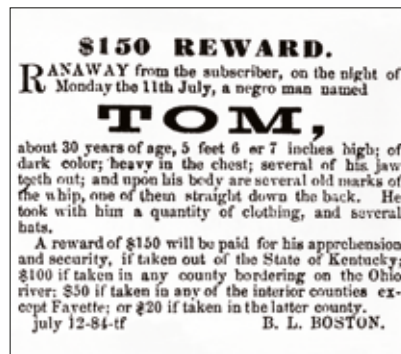 $150 REWARD.
RANAWAY from the subscriber, on the night of
Monday the 11th July, a negro man named
TOM,
about 30 years of age, 5 feet 6 or 7 inches high; of
dark color; heavy in the chest; several of his jaw
teeth out; and upon his body are several old marks of
the whip, one of them straight down the back. He
took with him a quantity of clothing, and several
hats.
A reward of $150 will be paid for his apprehension
and security, if taken out of the State of Kentucky;
$100 if taken in any county bordering on the Ohio
river; $50 if taken in any of the interior counties ex-
cept Fayette; or $20 if taken in the latter county.
july 12-84-tf B. L. BOSTON.